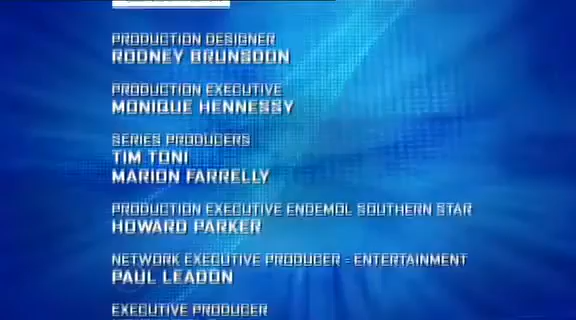 PRODUCTION DESIGNER
RODNEY BRUNSDON
PRODUCTION EXECUTIVE
MONIQUE HENNESSY
SERIES PRODUCERS
TIM TONI
MARION FARRELLY
PRODUCTION EXECUTIVE ENDEMOL SOUTHERN STAR
HOWARD PARKER
NETWORK EXECUTIVE PRODUCER - ENTERTAINMENT
PAUL LEADON
EXECUTIVE PRODUCER